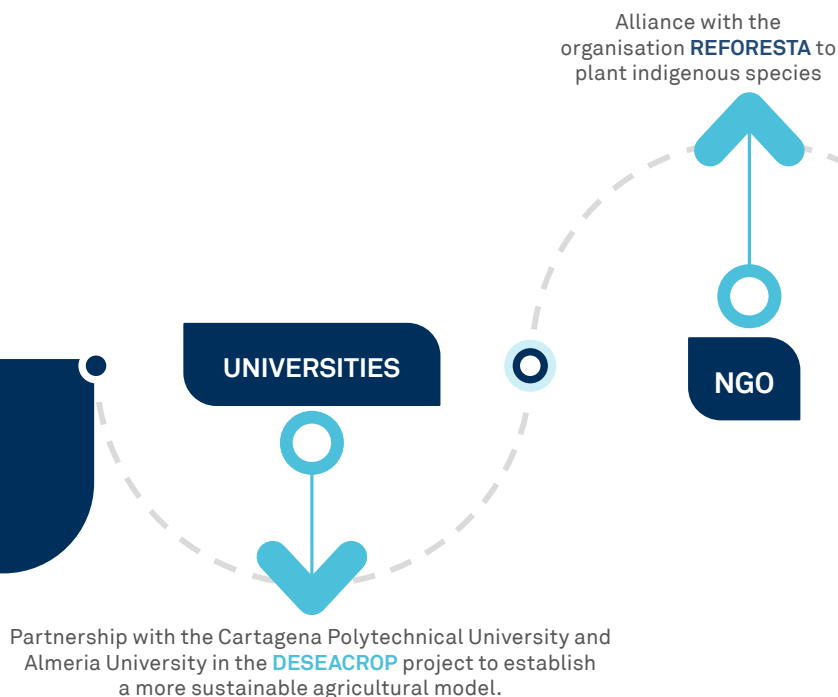 Alliance with the
organisation REFORESTA to
plant indigenous species
UNIVERSITIES
NGO
Partnership with the Cartagena Polytechnical University and
Almeria University in the DESEACROP project to establish
a more sustainable agricultural model.